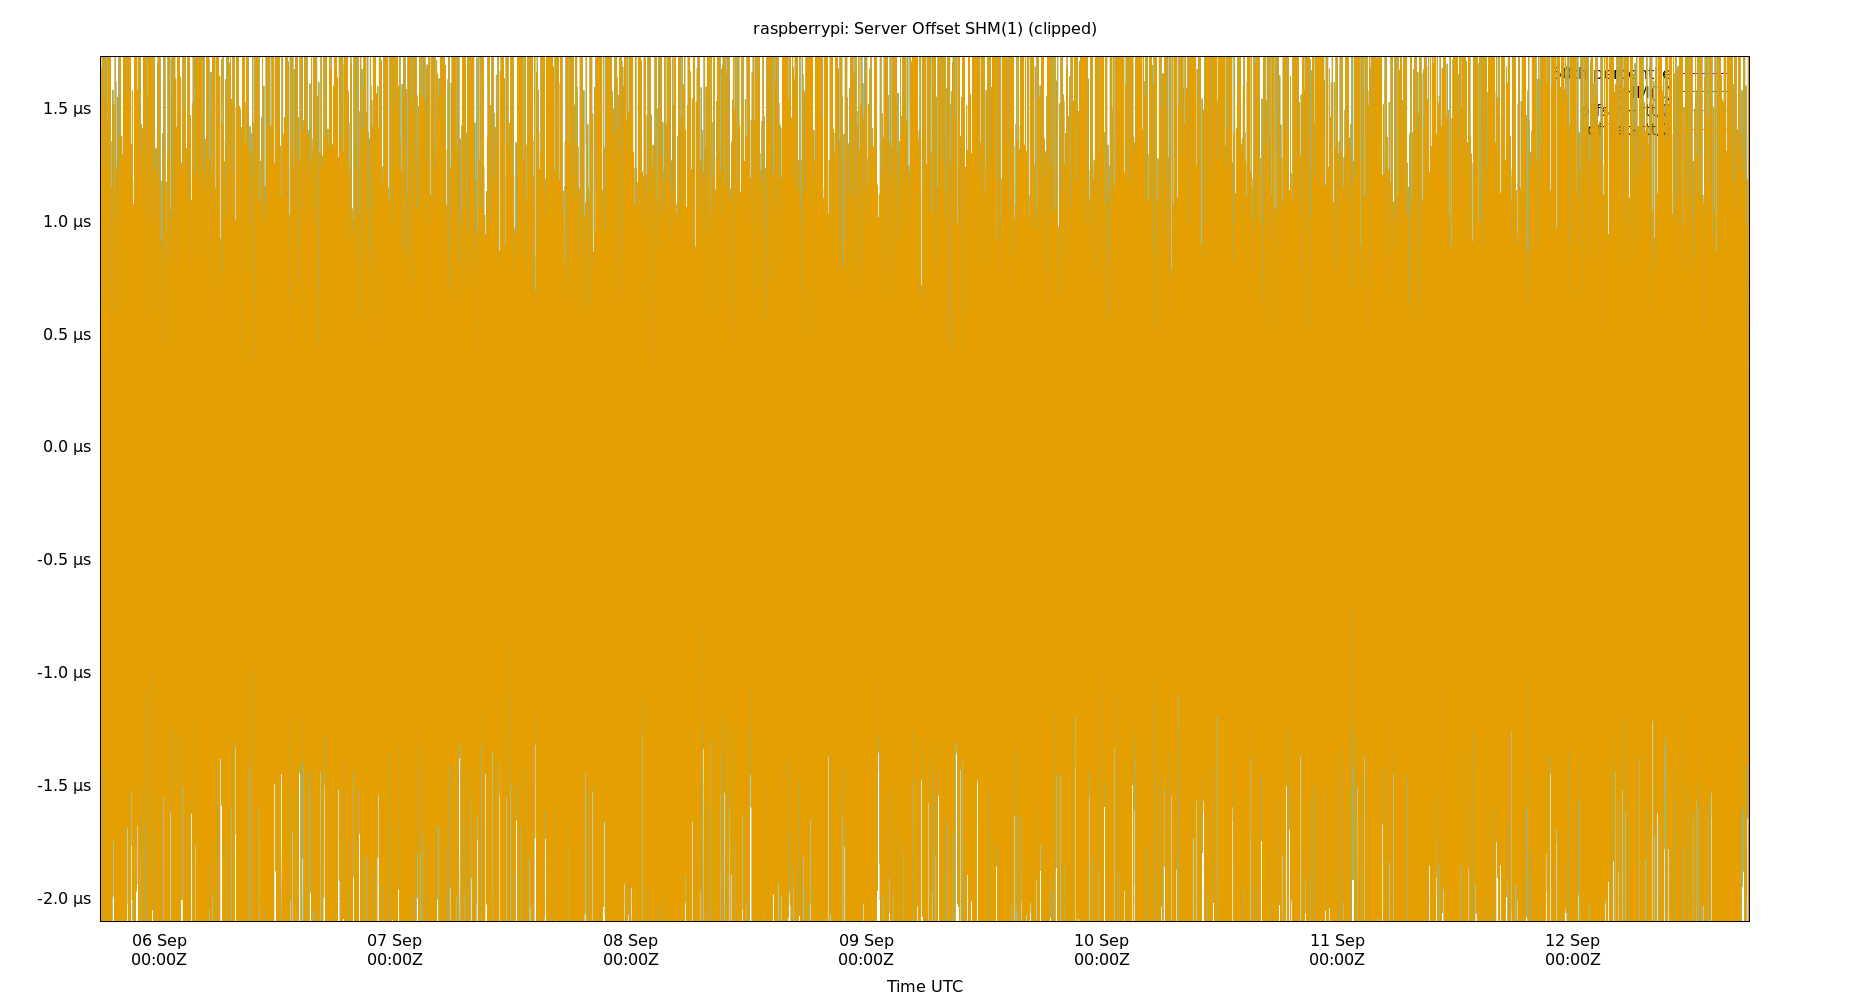 raspberrypi: Server Offset SHM(1) (clipped)
1.5 µs
1.0 µs
0.5 µs
0.0 µs
-0.5 µs
-1.0 µs
-1.5 µs
-2.0 µs
06 Sep 07 Sep 08 Sep 09 Sep 10 Sep 11 Sep 12 Sep
00:00Z 00:00Z 00:00Z 00:00Z 00:00Z 00:00Z 00:00Z
Time UTC